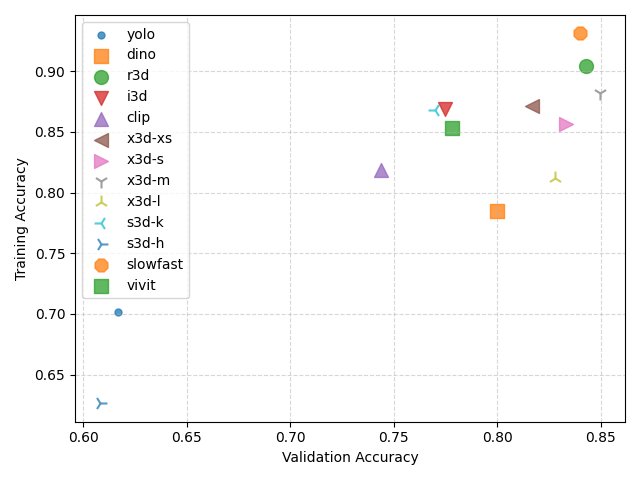 yolo
dino
r3d
i3d
clip
x3d-xs
x3d-s
x3d-m
x3d-l
s3d-k
s3d-h
slowfast
vivit
Training Accuracy
0.90
0.85
0.80
0.75
0.70
0.65
0.60 0.65 0.70 0.75 0.80 0.85
Validation Accuracy